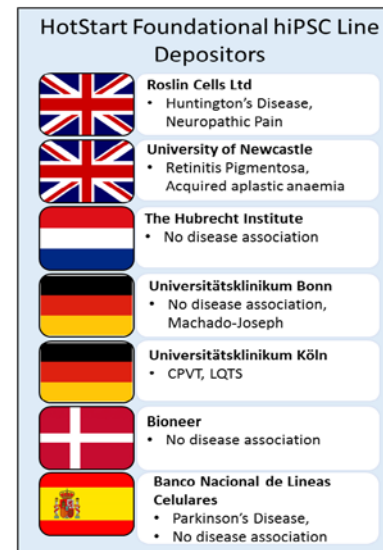 HotStart Foundational hiPSC Line
Depositors
Roslin Cells Ltd
• Huntington's Disease,
Neuropathic Pain
University of Newcastle
• Retinitis Pigmentosa,
Acquired aplastic anaemia
The Hubrecht Institute
• No disease association
Universitätsklinikum Bonn
• No disease association,
Machado-Joseph
Universitätsklinikum Köln
• CPVT, LQTS
Bioneer
• No disease association
Banco Nacional de Lineas
Celulares
• Parkinson's Disease,
• No disease association